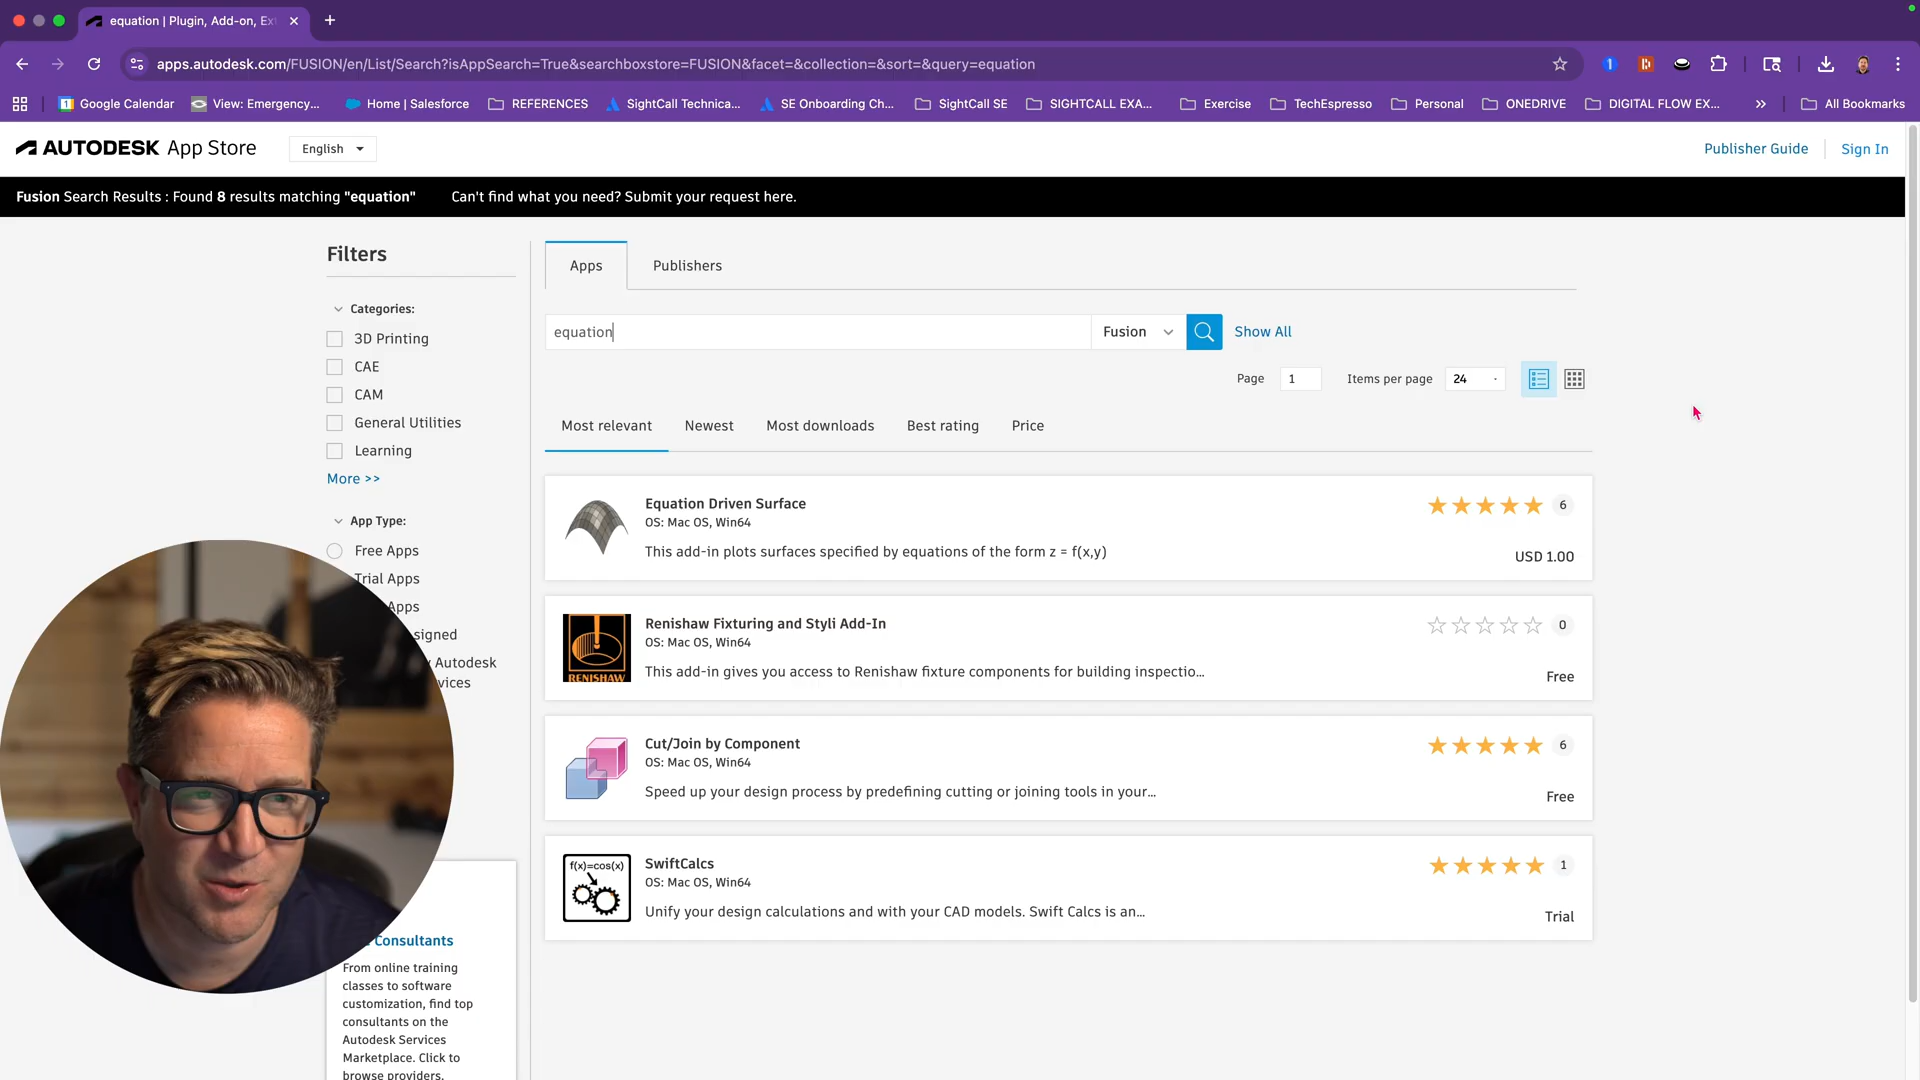 equation | Plugin, Add-on, Ex
apps.autodesk.com/FUSION/en/List/Search?isAppSearch=True&searchboxstore=FUSION&facet=&collection=&sort=&query=equation
Google Calendar
View: Emergency...
Home | Salesforce
REFERENCES
SightCall Technica...
SE Onboarding Ch...
SightCall SE
SIGHTCALL EXA...
Exercise
TechEspresso
Personal
ONEDRIVE
DIGITAL FLOW EX...
All Bookmarks
AUTODESK App Store
English
Publisher Guide
Sign In
Fusion Search Results : Found 8 results matching "equation"
Can't find what you need? Submit your request here.
Filters
Categories:
3D Printing
CAE
CAM
General Utilities
Learning
More >>
App Type:
Free Apps
Trial Apps
Apps
signed
Autodesk
vices
Consultants
From online training
classes to software
customization, find top
consultants on the
Autodesk Services
Marketplace. Click to
browse providers.
Apps
Publishers
equation
Fusion
Show All
Page 1
Items per page 24
Most relevant
Newest
Most downloads
Best rating
Price
Equation Driven Surface
6
OS: Mac OS, Win64
This add-in plots surfaces specified by equations of the form z = f(x,y)
USD 1.00
RENISHAW
Renishaw Fixturing and Styli Add-In
0
OS: Mac OS, Win64
This add-in gives you access to Renishaw fixture components for building inspectio...
Free
Cut/Join by Component
6
OS: Mac OS, Win64
Speed up your design process by predefining cutting or joining tools in your...
Free
f(x)=cos(x)
SwiftCalcs
1
OS: Mac OS, Win64
Unify your design calculations and with your CAD models. Swift Calcs is an...
Trial